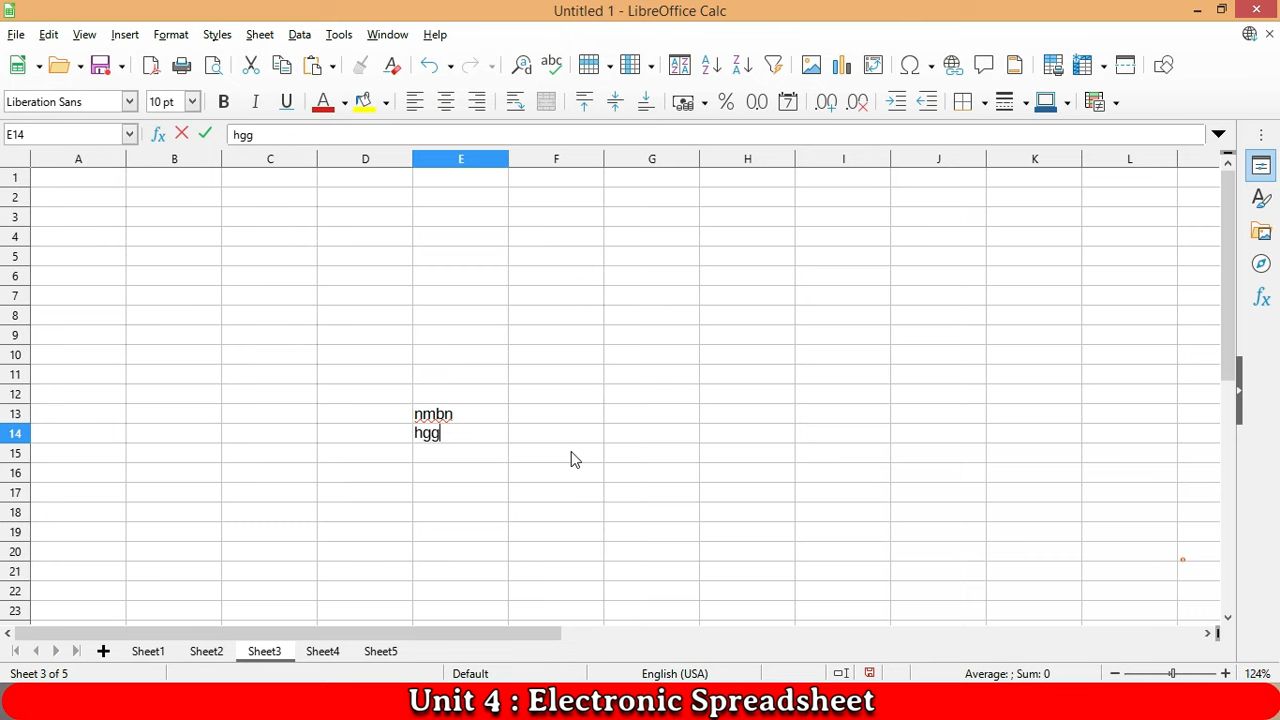 Untitled 1 - LibreOffice Calc
File Edit View Insert Format Styles Sheet Data Tools Window Help
Liberation Sans 10 pt
E14 hgg
A B C D E F G H I J K L
1
2
3
4
5
6
7
8
9
10
11
12
13 nmbn
14 hgg
15
16
17
18
19
20
21
22
23
Sheet1 Sheet2 Sheet3 Sheet4 Sheet5
Sheet 3 of 5 Default English (USA) Average: ; Sum: 0 124%
Unit 4 : Electronic Spreadsheet